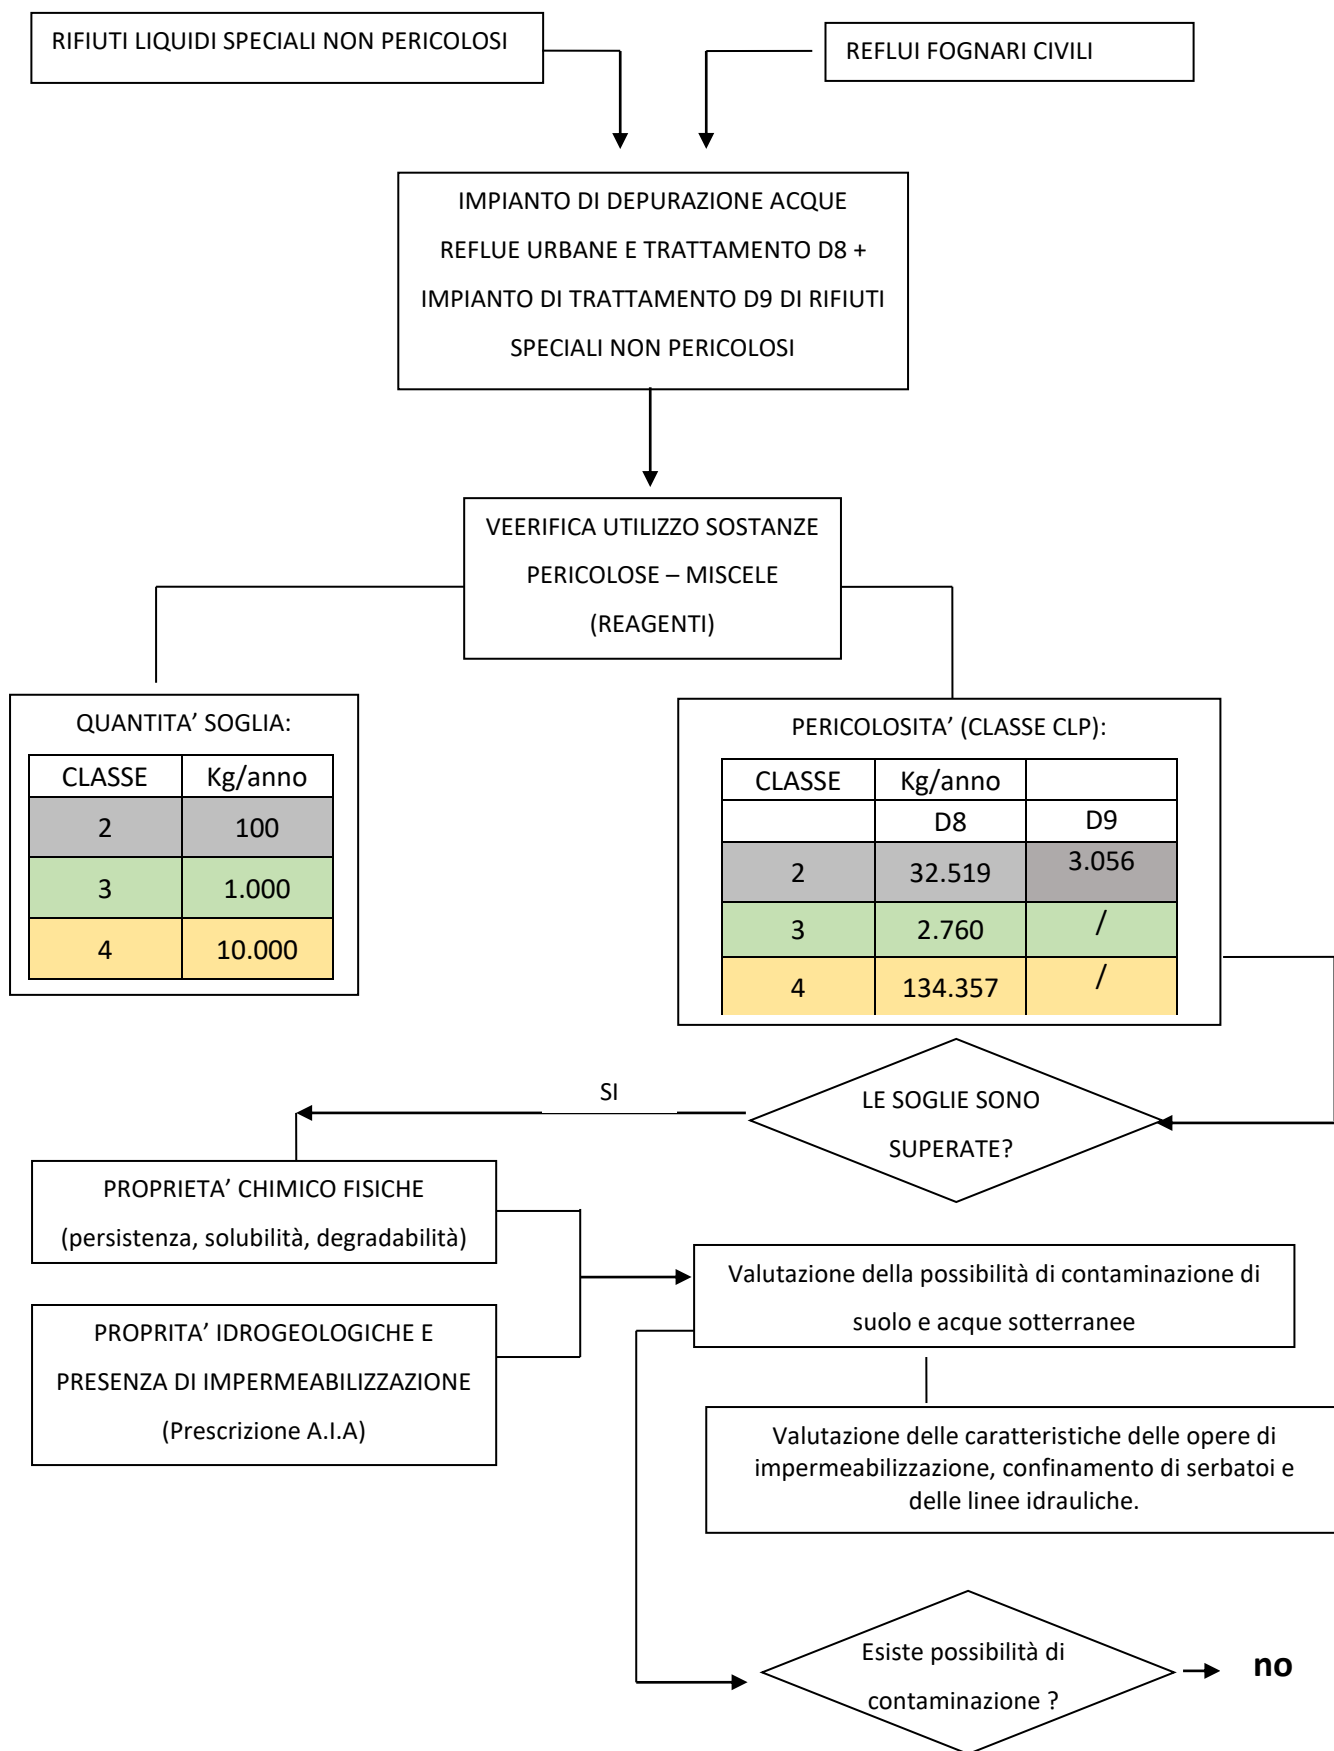 RIFIUTI LIQUIDI SPECIALI NON PERICOLOSI
REFLUI FOGNARI CIVILI
IMPIANTO DI DEPURAZIONE ACQUE
REFLUE URBANE E TRATTAMENTO D8 +
IMPIANTO DI TRATTAMENTO D9 DI RIFIUTI
SPECIALI NON PERICOLOSI
VEERIFICA UTILIZZO SOSTANZE
PERICOLOSE – MISCELE
(REAGENTI)
QUANTITA’ SOGLIA:
CLASSE Kg/anno
2 100
3 1.000
4 10.000
PERICOLOSITA’ (CLASSE CLP):
CLASSE Kg/anno
D8 D9
2 32.519 3.056
3 2.760 /
4 134.357 /
LE SOGLIE SONO
SUPERATE?
SI
PROPRIETA’ CHIMICO FISICHE
(persistenza, solubilità, degradabilità)
PROPRITA’ IDROGEOLOGICHE E
PRESENZA DI IMPERMEABILIZZAZIONE
(Prescrizione A.I.A)
Valutazione della possibilità di contaminazione di
suolo e acque sotterranee
Valutazione delle caratteristiche delle opere di
impermeabilizzazione, confinamento di serbatoi e
delle linee idrauliche.
Esiste possibilità di
contaminazione ?
no